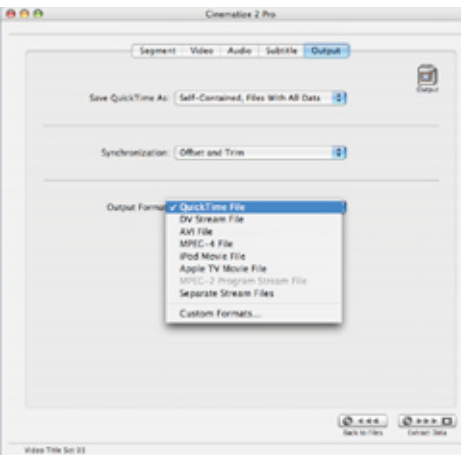 Cinematize 2 Pro
Segment Video Audio Subtitle Output
Output
Save QuickTime As: Self-Contained, Files With All Data
Synchronization: Offset and Trim
Output Format: ✓ QuickTime File
DV Stream File
AVI File
MPEG-4 File
iPod Movie File
Apple TV Movie File
MPEG-2 Program Stream File
Separate Stream Files
Custom Formats...
Back to Files Extract Data
Video Title Set 03